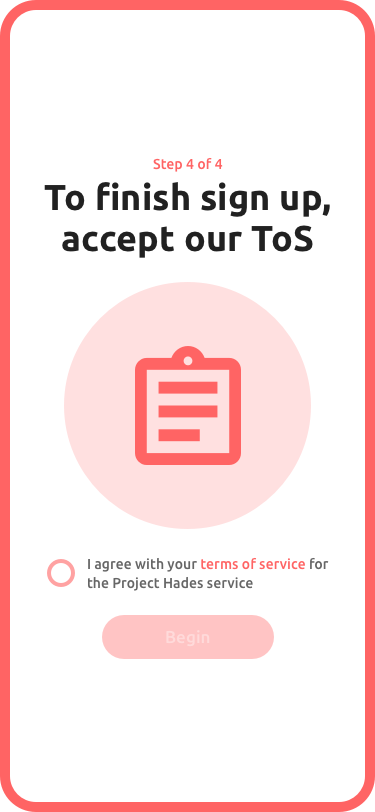 Step 4 of 4
To finish sign up,
accept our ToS
I agree with your terms of service for
the Project Hades service
Begin